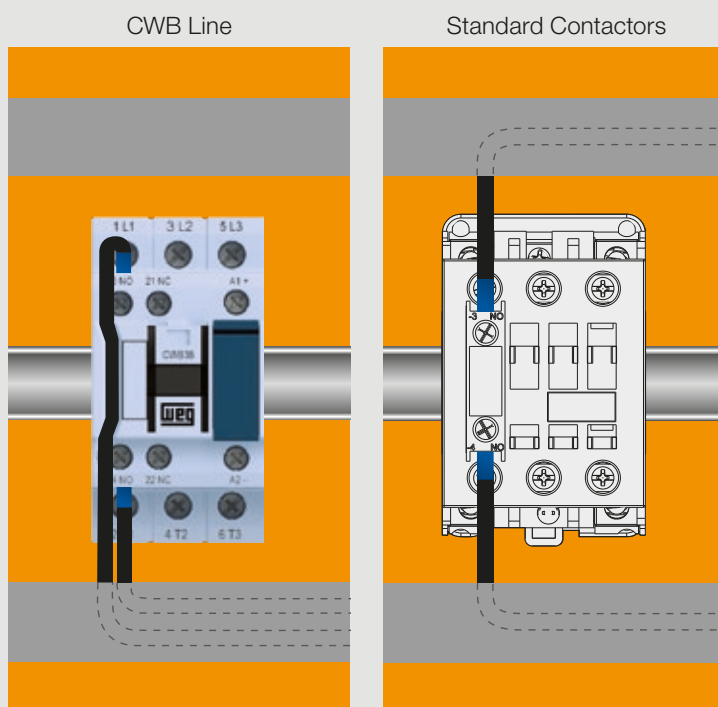 CWB Line
Standard Contactors
1 L1 3 L2 5 L3
NO 21 NC A1 +
CWB38
WEG
NO 22 NC A2 -
4 T2 6 T3
-3 NO
-4 NO